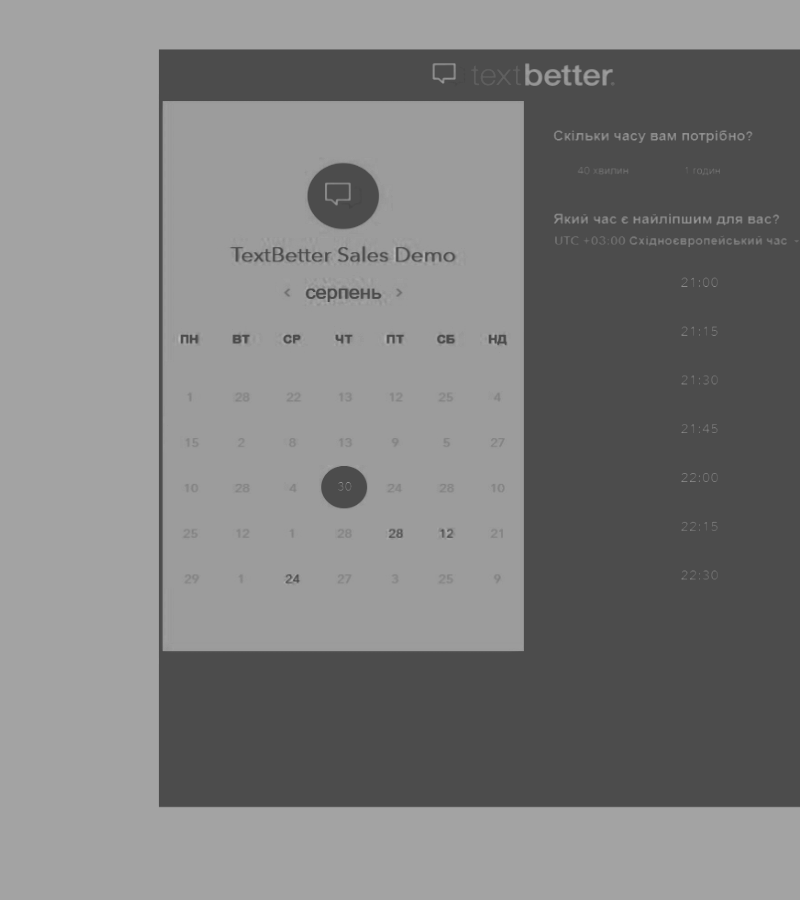 textbetter.
TextBetter Sales Demo
‹ серпень ›
ПН ВТ СР ЧТ ПТ СБ НД
1 28 22 13 12 25 4
15 2 8 13 9 5 27
10 28 4 30 24 28 10
25 12 1 28 28 12 21
29 1 24 27 3 25 9
Скільки часу вам потрібно?
40 хвилин 1 годин
Який час є найліпшим для вас?
UTC +03:00 Східноєвропейський час -
21:00
21:15
21:30
21:45
22:00
22:15
22:30